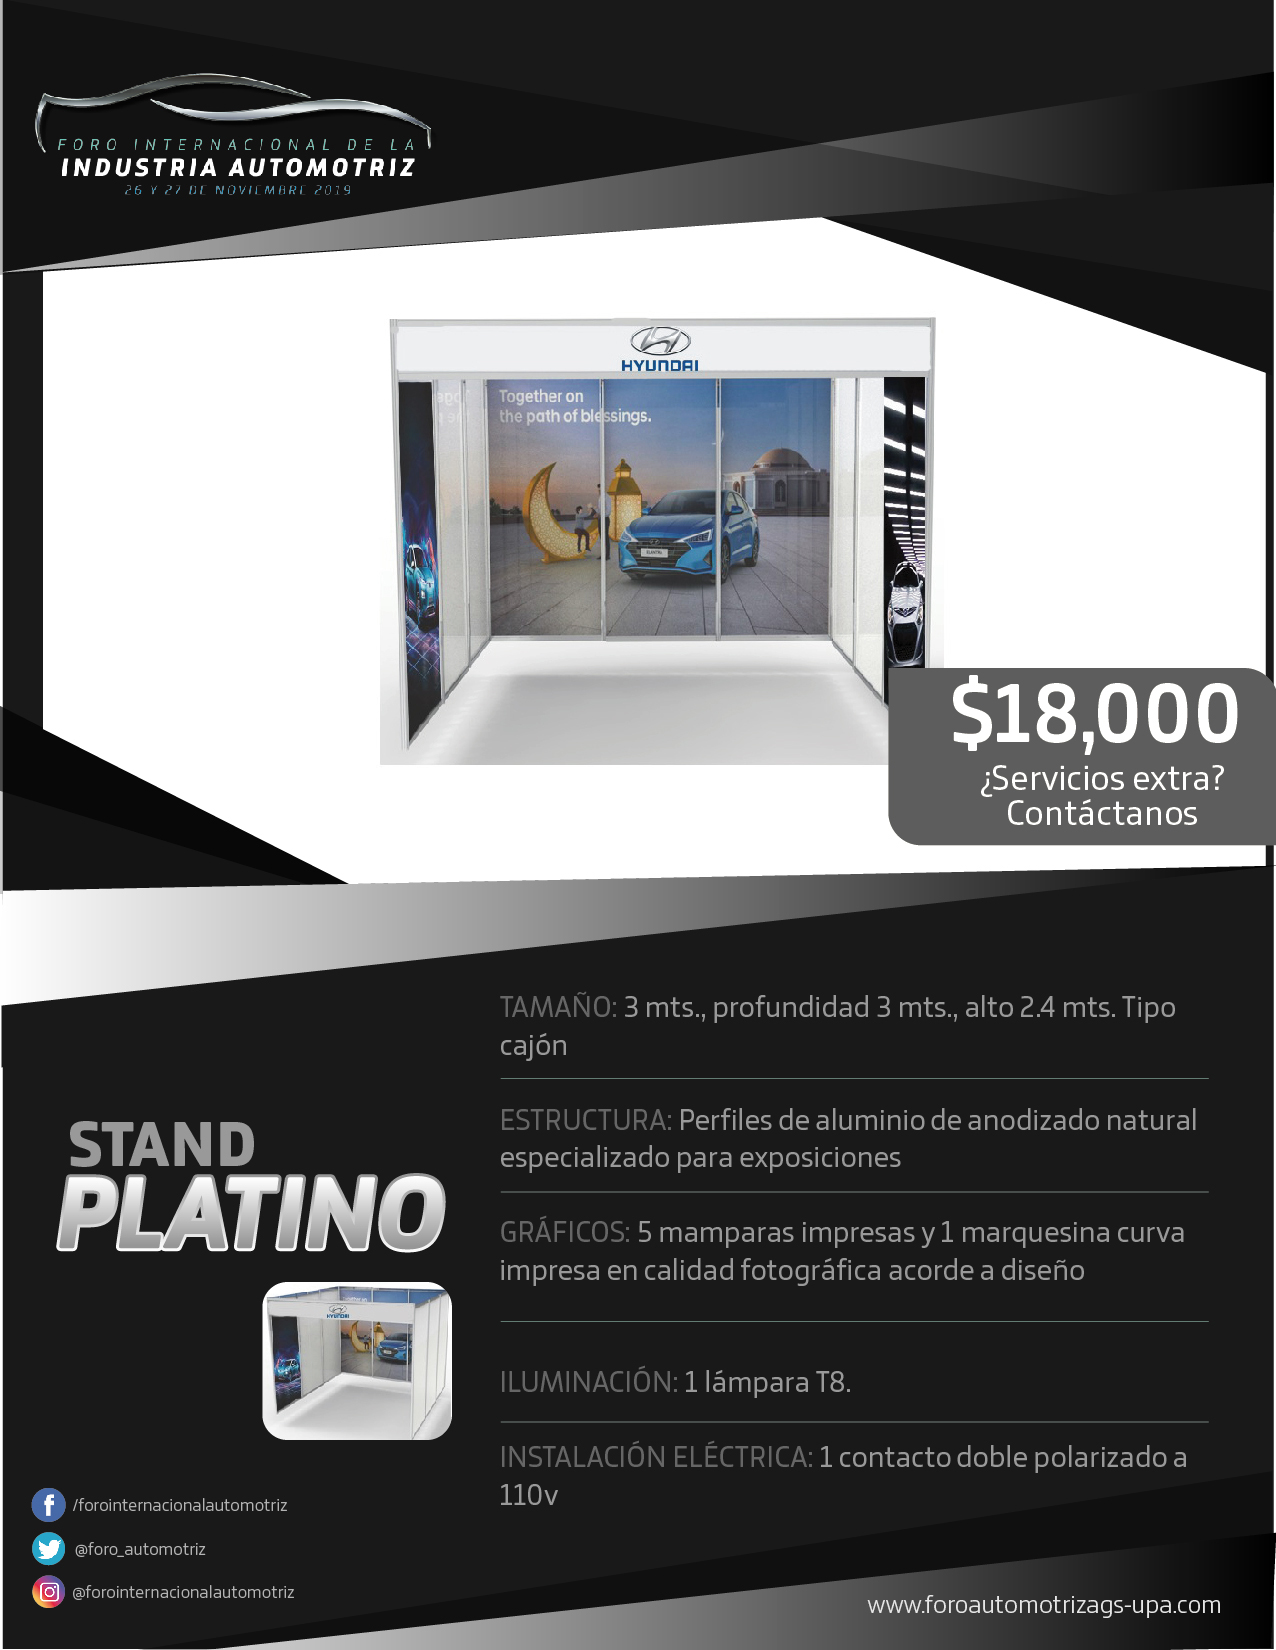 FORO INTERNACIONAL DE LA
INDUSTRIA AUTOMOTRIZ
26 Y 27 DE NOVIEMBRE 2019
HYUNDAI
Together on
the path of blessings.
ELANTRA
$18,000
¿Servicios extra?
Contáctanos
TAMAÑO: 3 mts., profundidad 3 mts., alto 2.4 mts. Tipo
cajón
ESTRUCTURA: Perfiles de aluminio de anodizado natural
especializado para exposiciones
GRÁFICOS: 5 mamparas impresas y 1 marquesina curva
impresa en calidad fotográfica acorde a diseño
ILUMINACIÓN: 1 lámpara T8.
INSTALACIÓN ELÉCTRICA: 1 contacto doble polarizado a
110v
STAND
PLATINO
HYUNDAI
/forointernacionalautomotriz
@foro_automotriz
@forointernacionalautomotriz
www.foroautomotrizags-upa.com